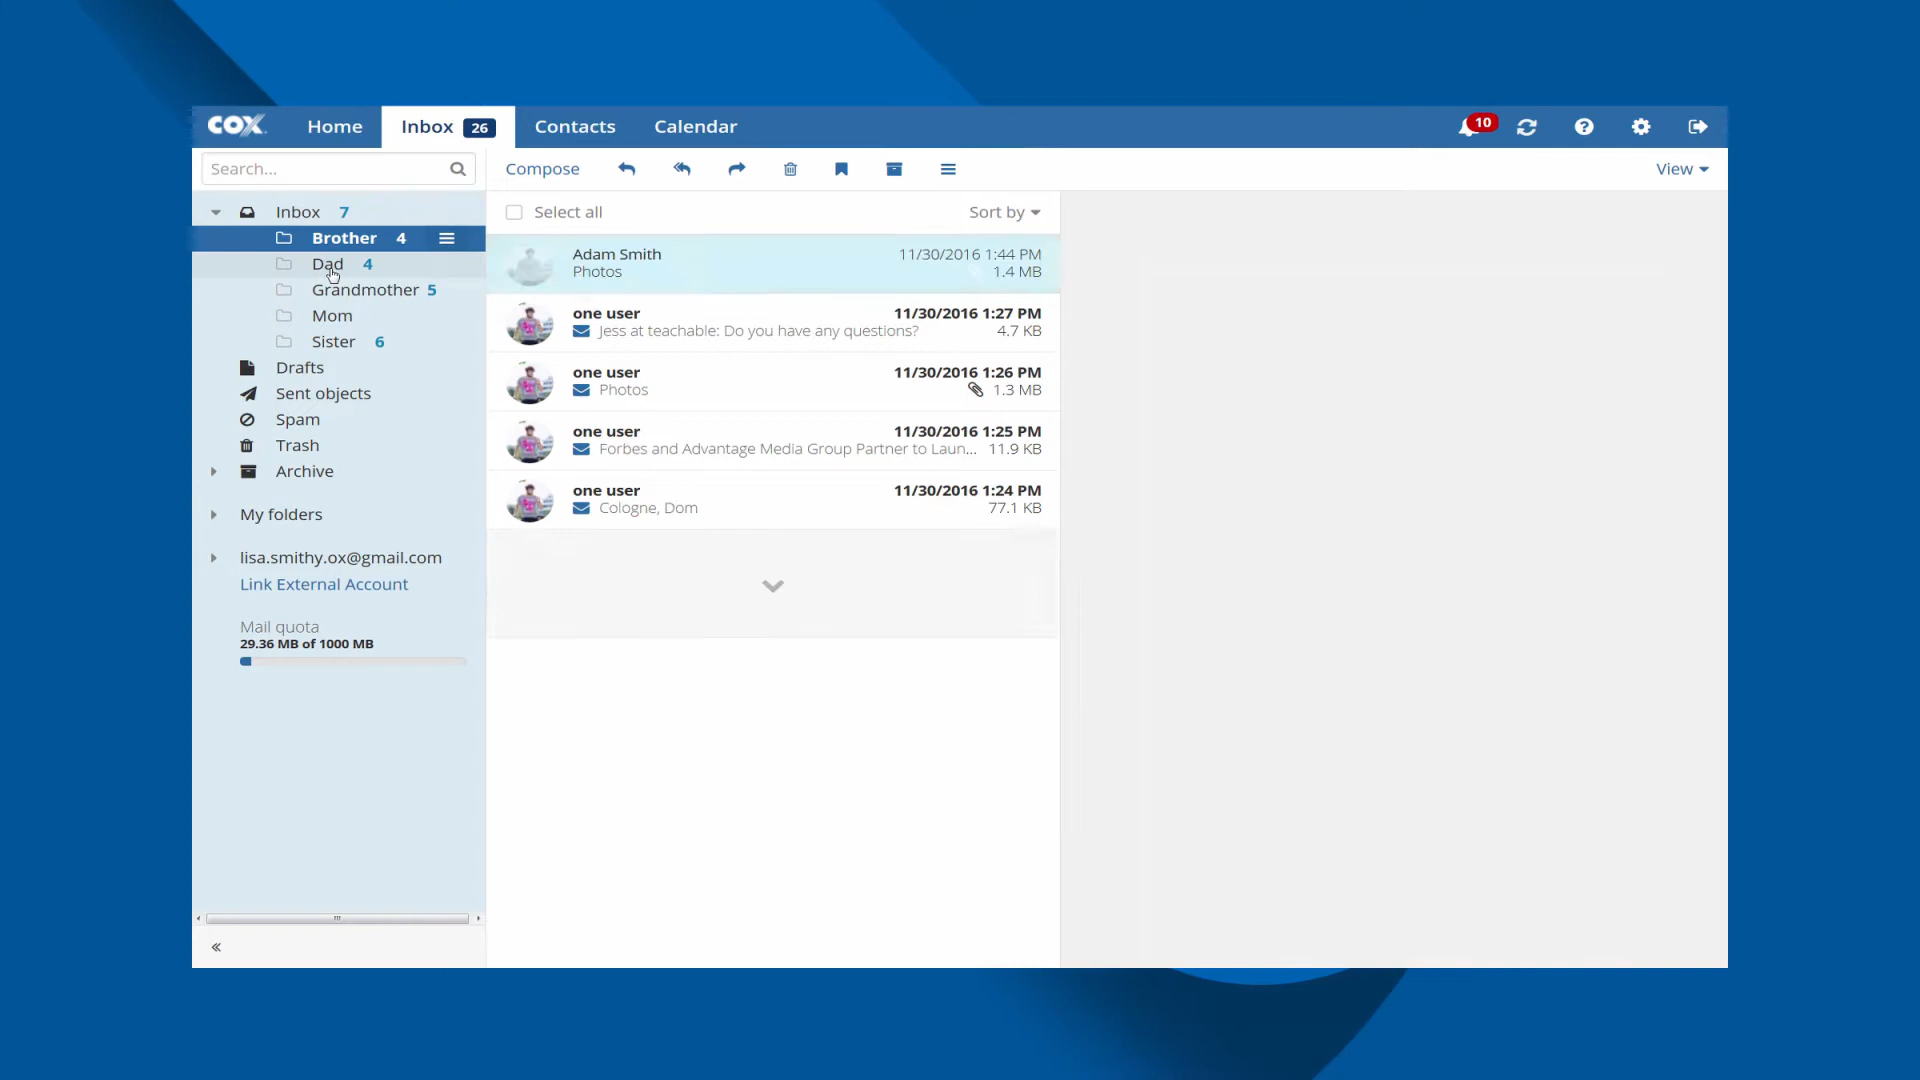 COX Home Inbox 26 Contacts Calendar 10
Search... Compose View
Inbox 7
Brother 4
Dad 4
Grandmother 5
Mom
Sister 6
Drafts
Sent objects
Spam
Trash
Archive
My folders
lisa.smithy.ox@gmail.com
Link External Account
Mail quota
29.36 MB of 1000 MB
Select all Sort by
Adam Smith 11/30/2016 1:44 PM
Photos 1.4 MB
one user 11/30/2016 1:27 PM
Jess at teachable: Do you have any questions? 4.7 KB
one user 11/30/2016 1:26 PM
Photos 1.3 MB
one user 11/30/2016 1:25 PM
Forbes and Advantage Media Group Partner to Laun... 11.9 KB
one user 11/30/2016 1:24 PM
Cologne, Dom 77.1 KB